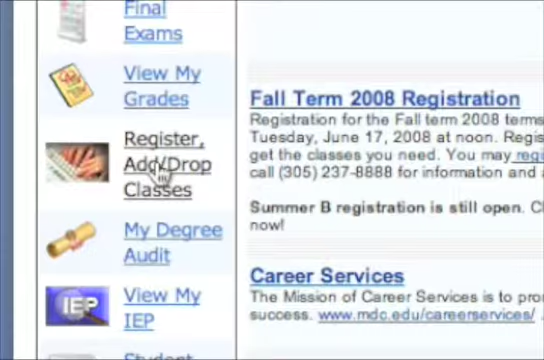 Final
Exams
View My
Grades
Register,
Add/Drop
Classes
My Degree
Audit
IEP
View My
IEP
Student
Fall Term 2008 Registration
Registration for the Fall term 2008 terms
Tuesday, June 17, 2008 at noon. Regis
get the classes you need. You may regi
call (305) 237-8888 for information and a
Summer B registration is still open. C
now!
Career Services
The Mission of Career Services is to pro
success. www.mdc.edu/careerservices/ .